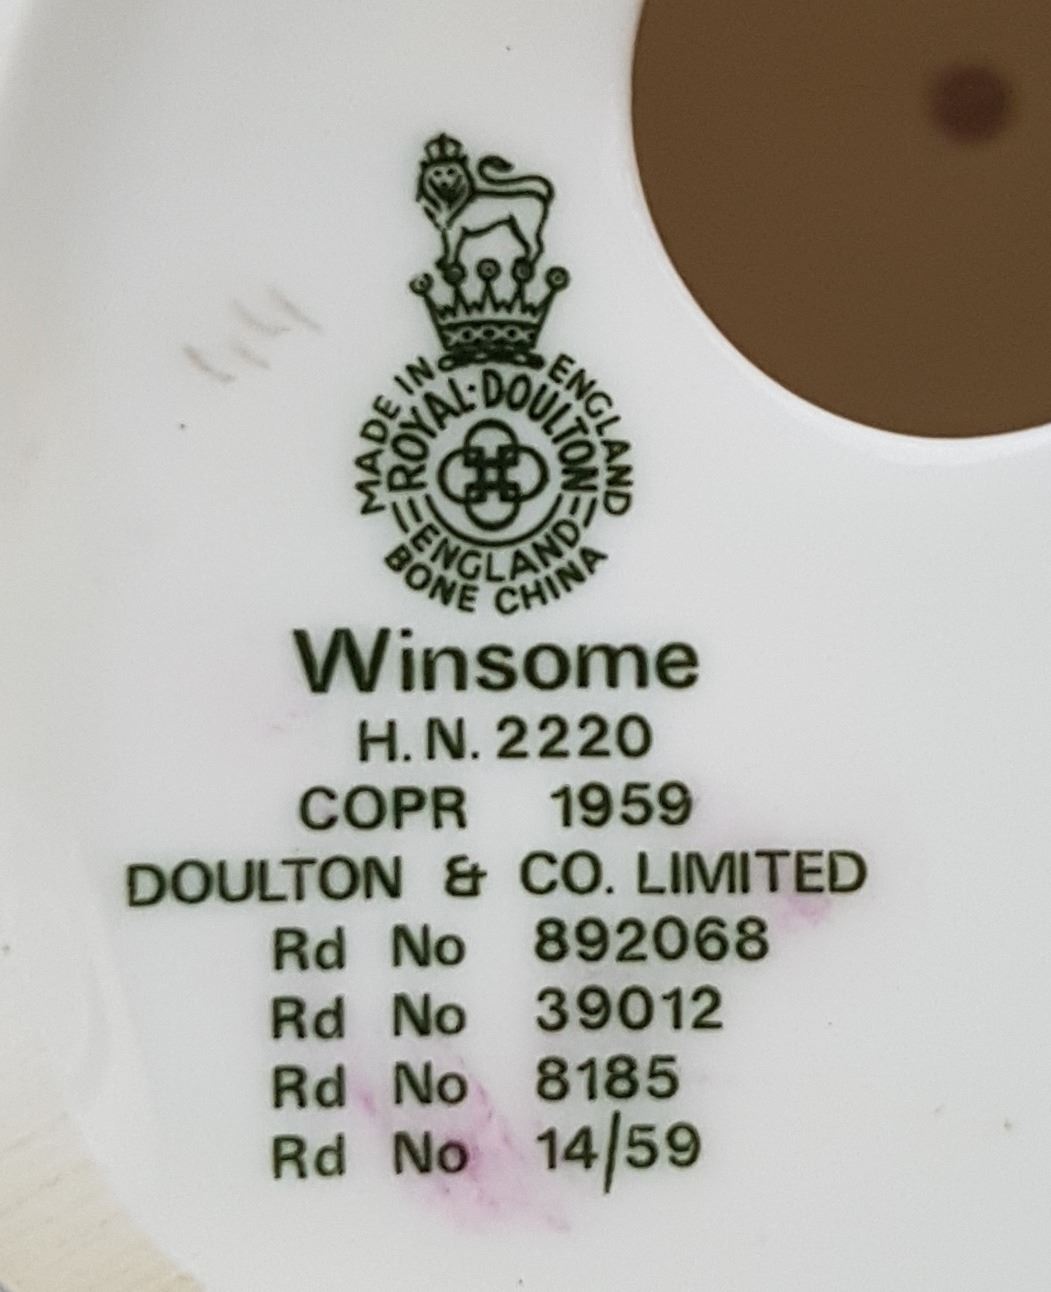 MADE IN ENGLAND
ROYAL·DOULTON
ENGLAND
BONE CHINA
Winsome
H.N. 2220
COPR 1959
DOULTON & CO. LIMITED
Rd No 892068
Rd No 39012
Rd No 8185
Rd No 14/59